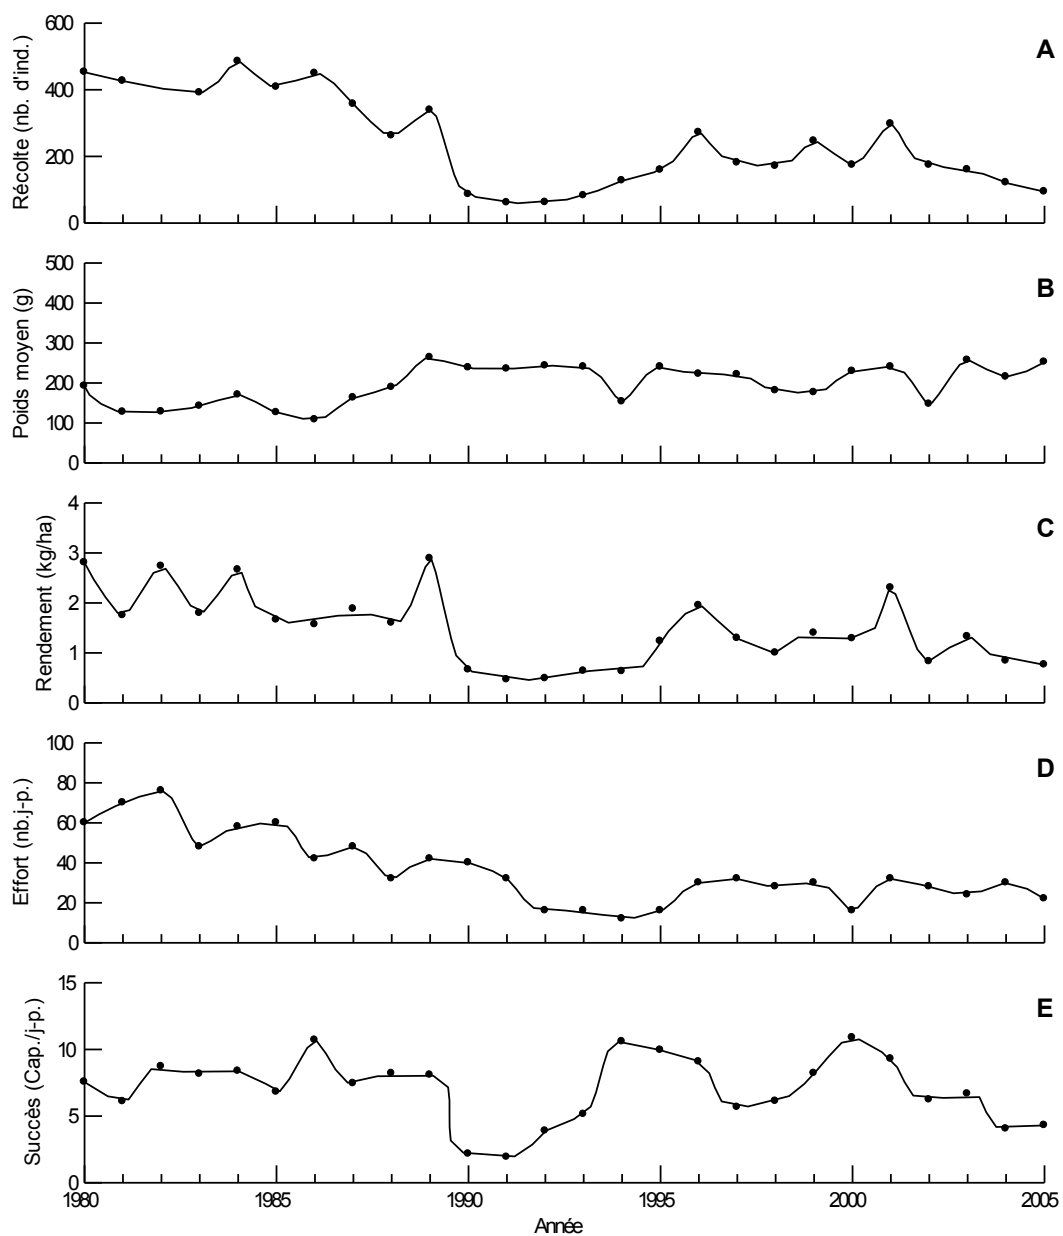 600
400
200
0
Récolte (nb. d'ind.)
A
500
400
300
200
100
0
Poids moyen (g)
B
4
3
2
1
0
Rendement (kg/ha)
C
100
80
60
40
20
0
Effort (nb.j-p.)
D
15
10
5
0
Succès (Cap./j-p.)
E
1980 1985 1990 1995 2000 2005
Année